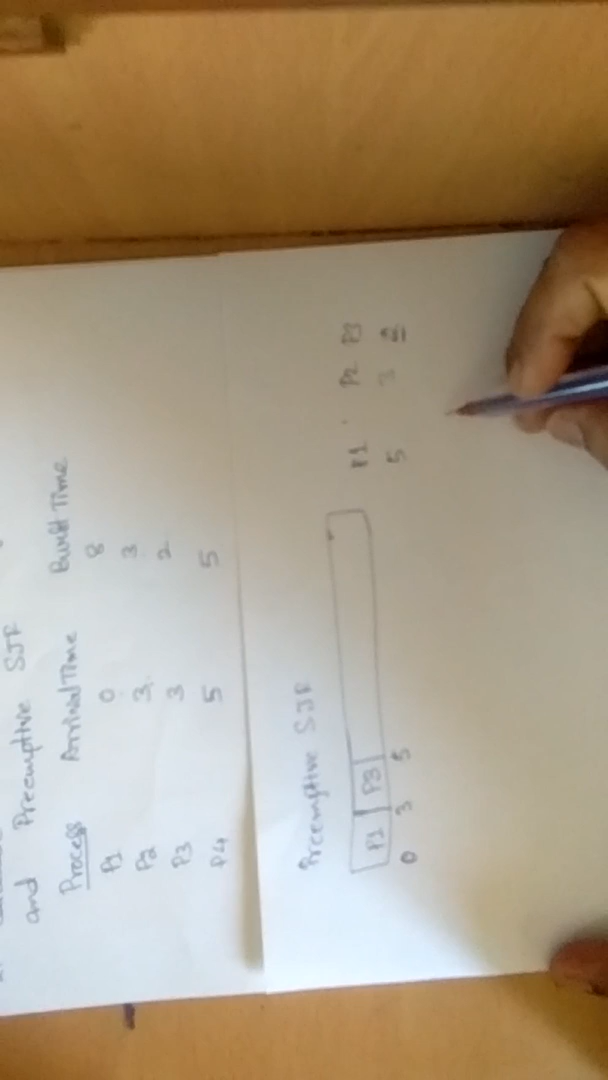 and Preemptive SJF
Process Arrival Time Burst Time
P1 0 8
P2 3 3
P3 3 2
P4 5 5
Preemptive SJF
P1 P3
0 3 5
P1 P2 P3
5 3 2